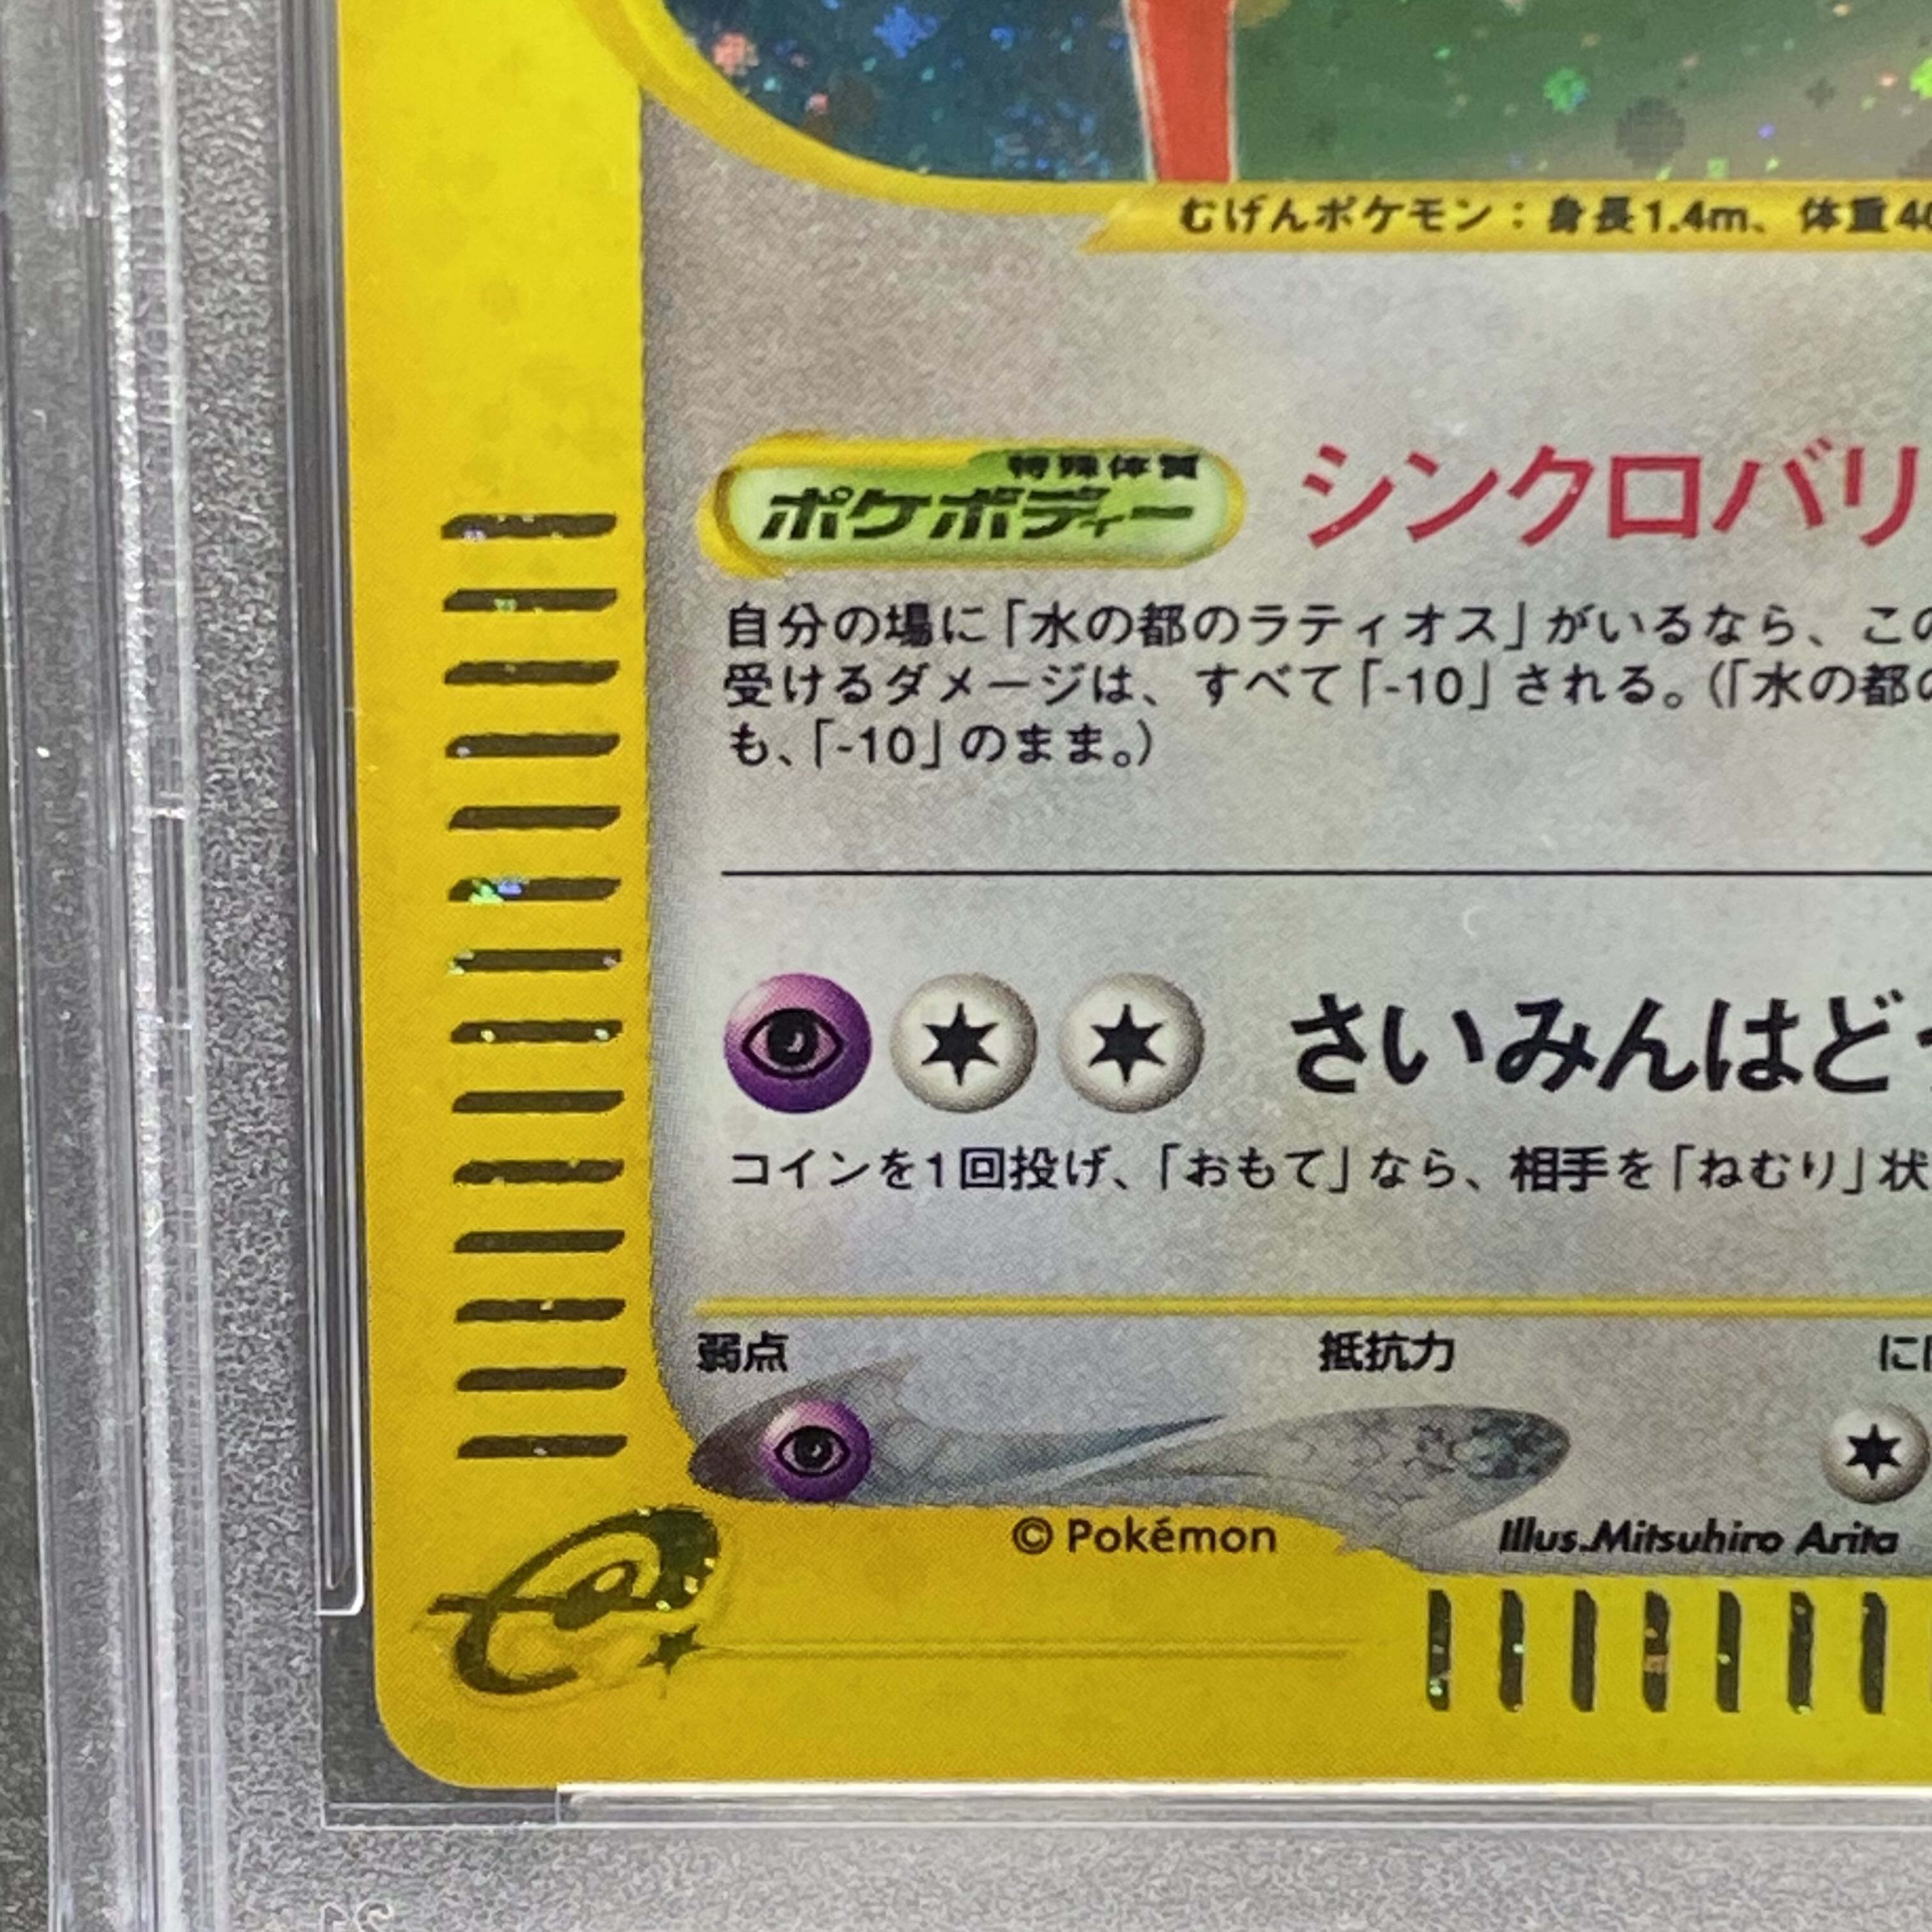 むげんポケモン：身長1.4m、体重4
特殊体質
ポケボディー
シンクロバリ
自分の場に「水の都のラティオス」がいるなら、この
受けるダメージは、すべて「-10」される。（「水の都の
も、「-10」のまま。）
さいみんはど
コインを1回投げ、「おもて」なら、相手を「ねむり」状
弱点
抵抗力
に
© Pokémon
Illus.Mitsuhiro Arita
e